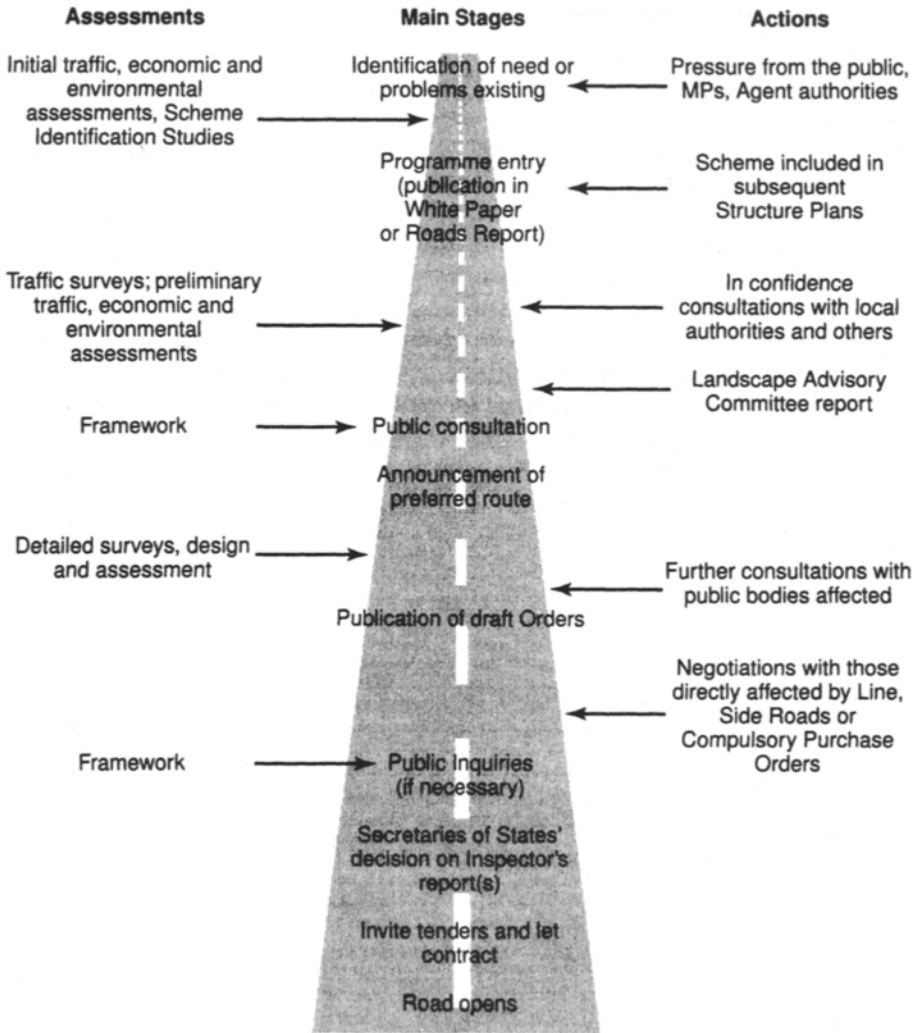 Assessments
Main Stages
Actions
Initial traffic, economic and
environmental
assessments, Scheme
Identification Studies
Identification of need or
problems existing
Pressure from the public,
MPs, Agent authorities
Programme entry
(publication in
White Paper
or Roads Report)
Scheme included in
subsequent
Structure Plans
Traffic surveys; preliminary
traffic, economic and
environmental
assessments
In confidence
consultations with local
authorities and others
Landscape Advisory
Committee report
Framework
Public consultation
Announcement of
preferred route
Detailed surveys, design
and assessment
Further consultations with
public bodies affected
Publication of draft Orders
Negotiations with those
directly affected by Line,
Side Roads or
Compulsory Purchase
Orders
Framework
Public Inquiries
(if necessary)
Secretaries of States'
decision on Inspector's
report(s)
Invite tenders and let
contract
Road opens